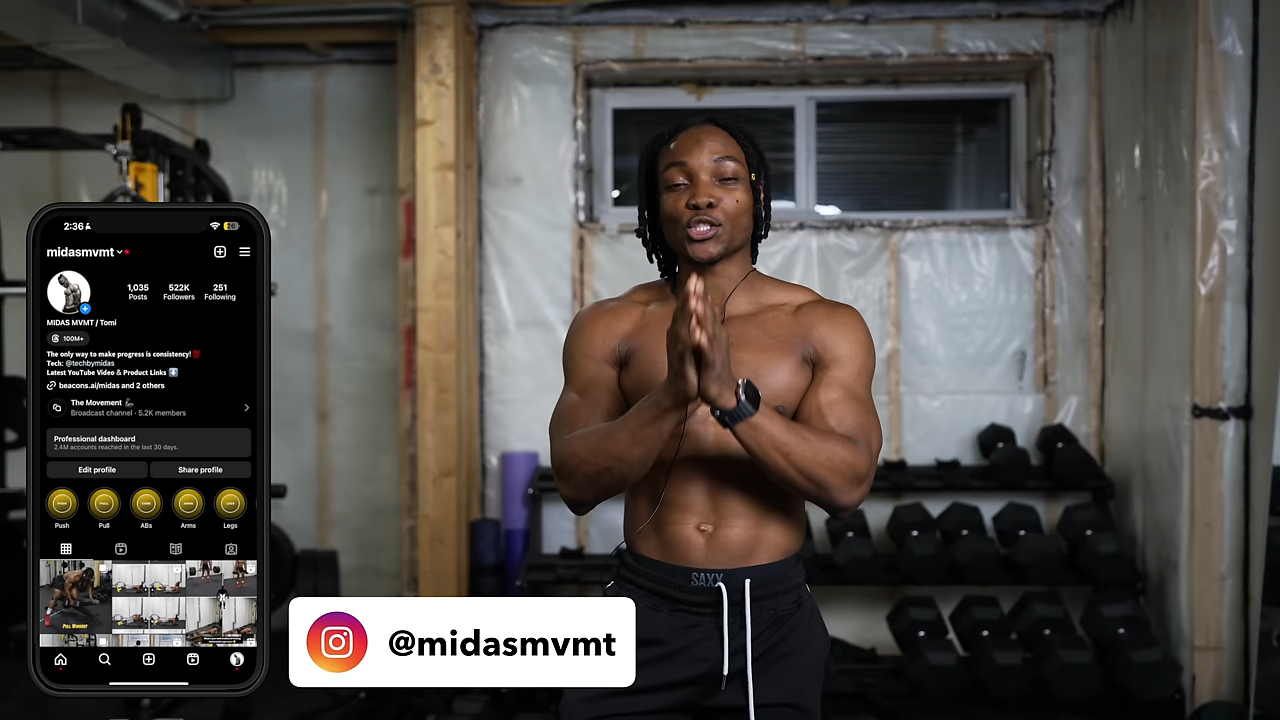 2:36
26
midasmvmt
1,035
522K
251
Posts
Followers
Following
MIDAS MVMT / Tomi
100M+
The only way to make progress is consistency! 💯
Tech: @techbymidas
Latest YouTube Video & Product Links ⬇️
beacons.ai/midas and 2 others
The Movement 🦾
Broadcast channel · 5.2K members
Professional dashboard
2.4M accounts reached in the last 30 days.
Edit profile
Share profile
Push
Pull
ABs
Arms
Legs
PULL WORKOUT
@midasmvmt
SAXX